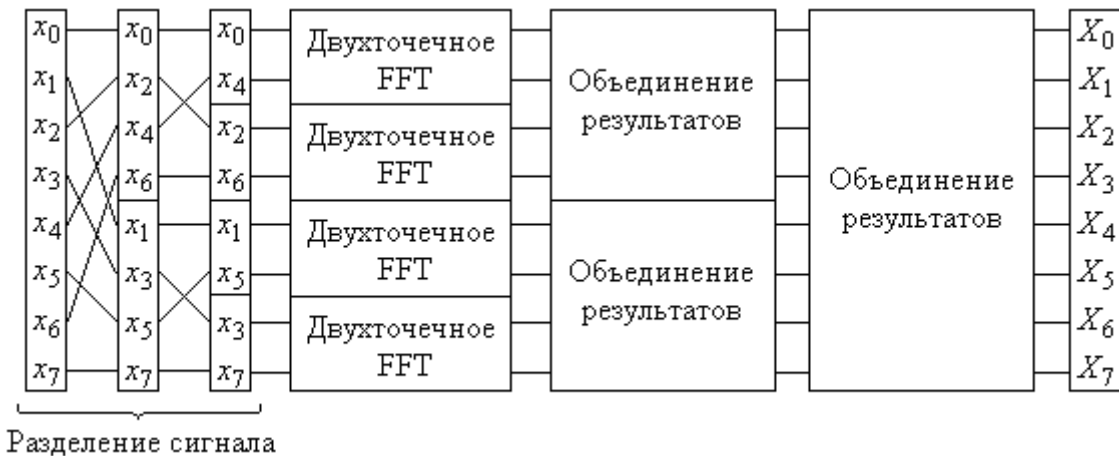 x0 x0 x0 X0
x1 x2 x4 X1
x2 x4 x2 X2
x3 x6 x6 X3
x4 x1 x1 X4
x5 x3 x5 X5
x6 x5 x3 X6
x7 x7 x7 X7
Двухточечное
FFT
Двухточечное
FFT
Двухточечное
FFT
Двухточечное
FFT
Объединение
результатов
Объединение
результатов
Объединение
результатов
Разделение сигнала